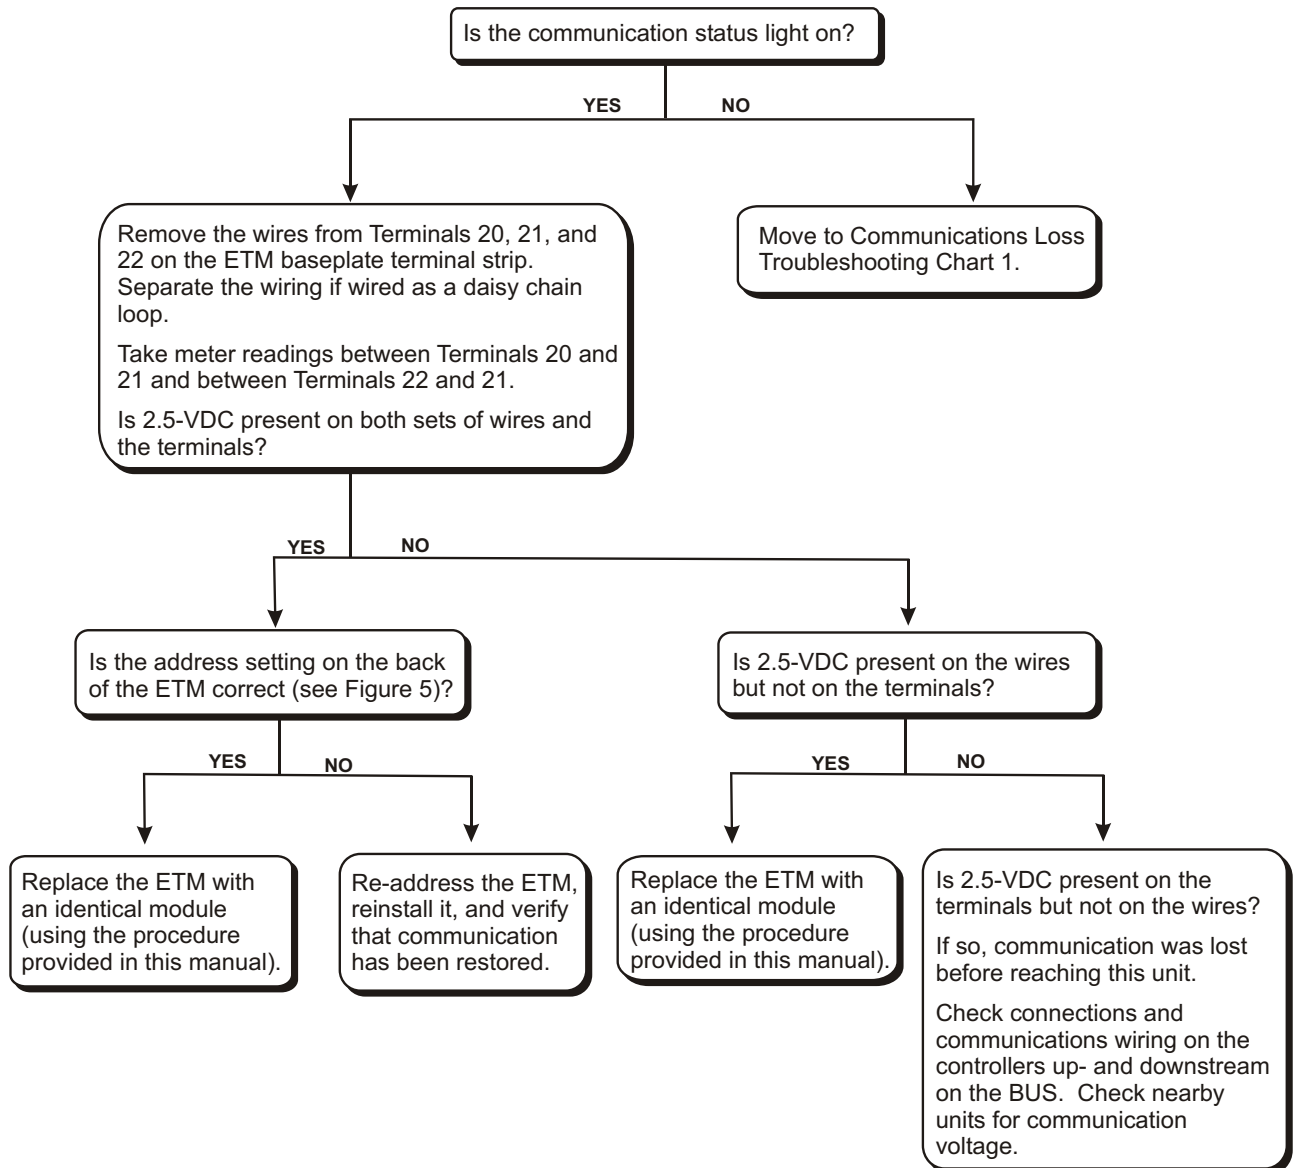 Is the communication status light on?
YES
NO
Remove the wires from Terminals 20, 21, and
22 on the ETM baseplate terminal strip.
Separate the wiring if wired as a daisy chain
loop.
Take meter readings between Terminals 20 and
21 and between Terminals 22 and 21.
Is 2.5-VDC present on both sets of wires and
the terminals?
Move to Communications Loss
Troubleshooting Chart 1.
YES
NO
Is the address setting on the back
of the ETM correct (see Figure 5)?
Is 2.5-VDC present on the wires
but not on the terminals?
YES
NO
YES
NO
Replace the ETM with
an identical module
(using the procedure
provided in this manual).
Re-address the ETM,
reinstall it, and verify
that communication
has been restored.
Replace the ETM with
an identical module
(using the procedure
provided in this manual).
Is 2.5-VDC present on the
terminals but not on the wires?
If so, communication was lost
before reaching this unit.
Check connections and
communications wiring on the
controllers up- and downstream
on the BUS.  Check nearby
units for communication
voltage.